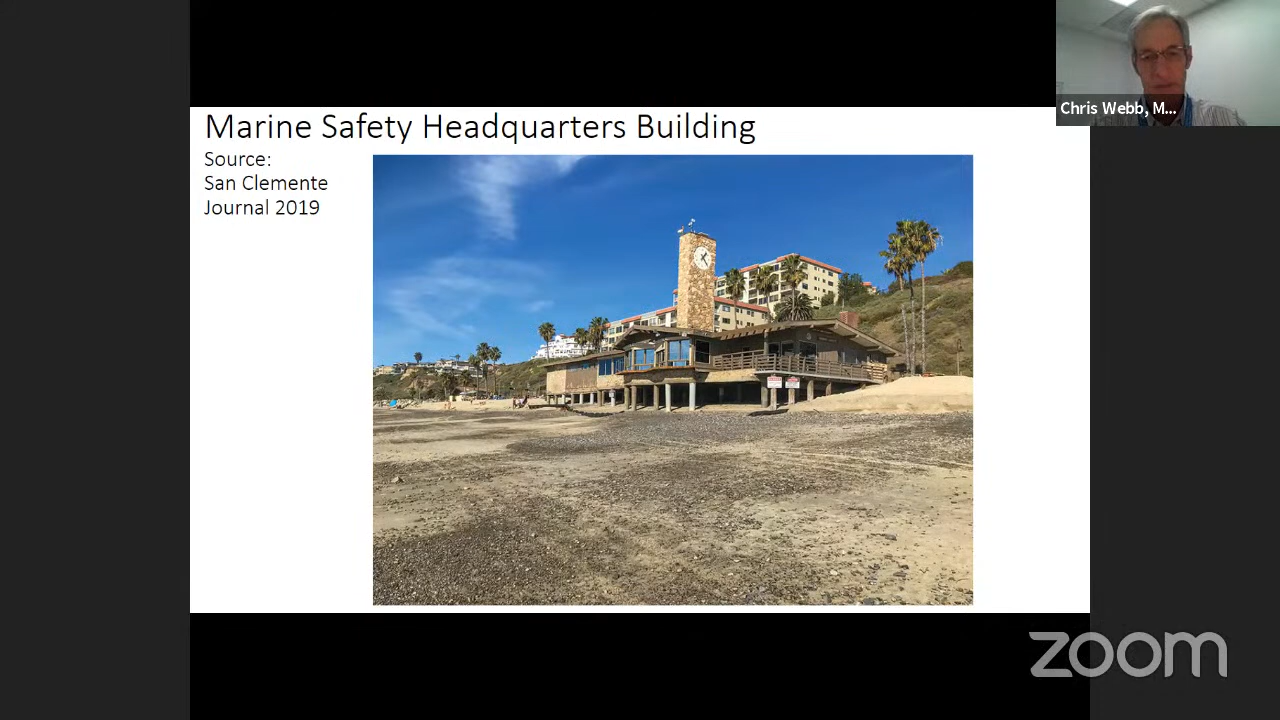 Marine Safety Headquarters Building
Source:
San Clemente
Journal 2019
Chris Webb, M...
zoom